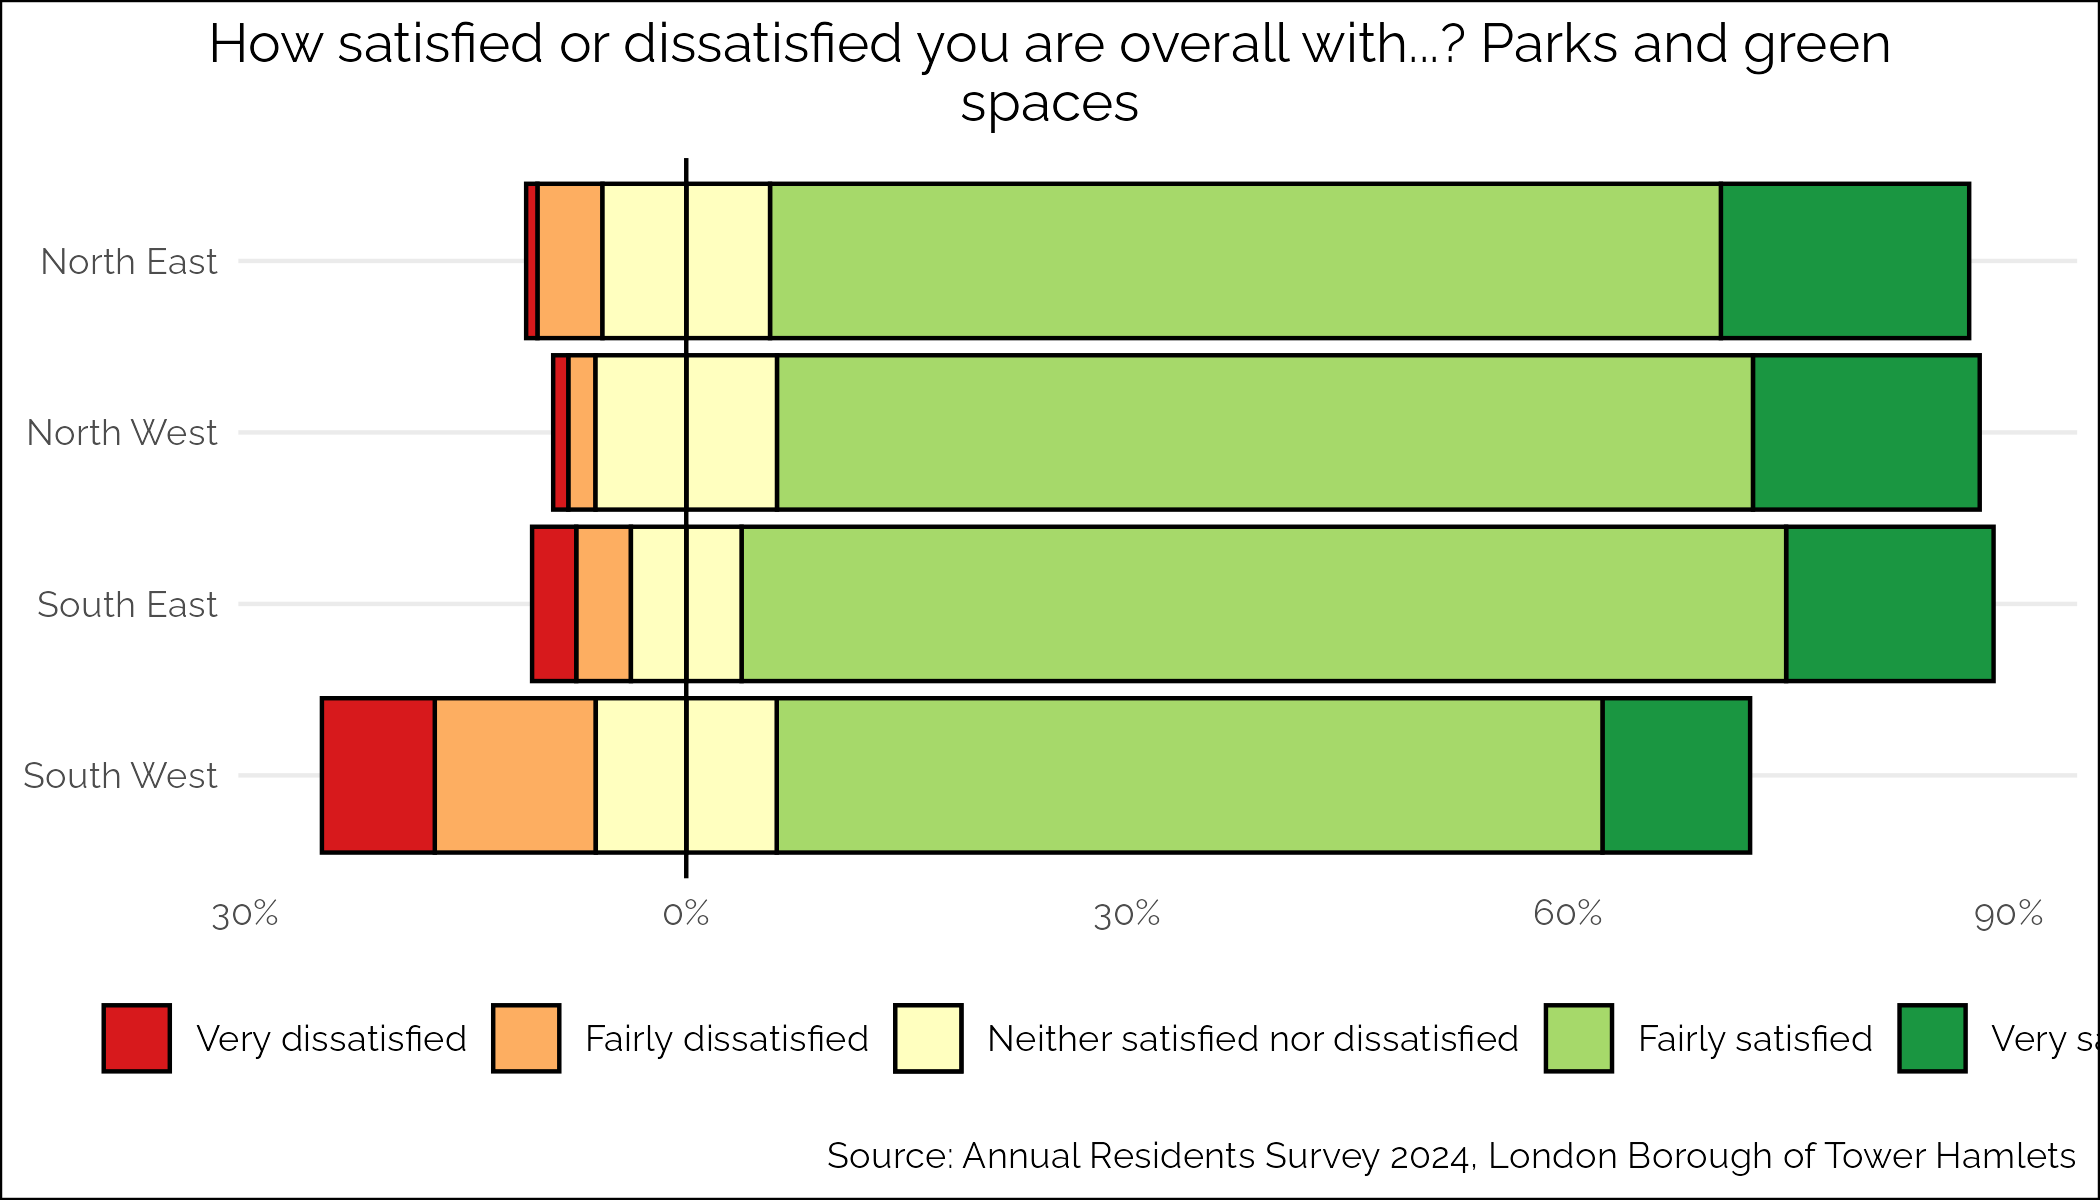 How satisfied or dissatisfied you are overall with...? Parks and green
spaces
North East
North West
South East
South West
30% 0% 30% 60% 90%
Very dissatisfied Fairly dissatisfied Neither satisfied nor dissatisfied Fairly satisfied Very
Source: Annual Residents Survey 2024, London Borough of Tower Hamlets